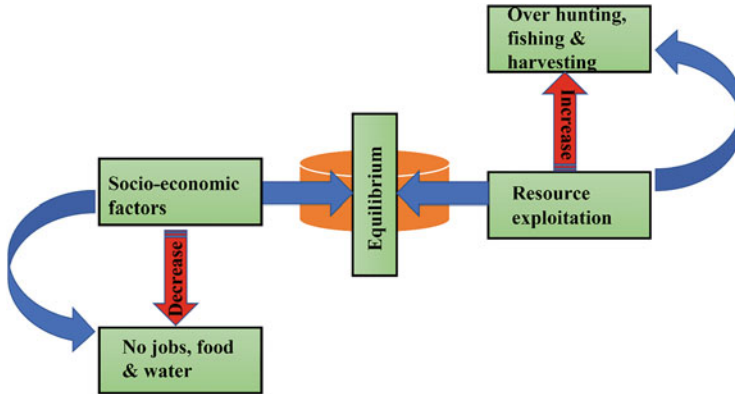 Over hunting,
fishing &
harvesting
Increase
Equilibrium
Socio-economic
factors
Resource
exploitation
Decrease
No jobs, food
& water